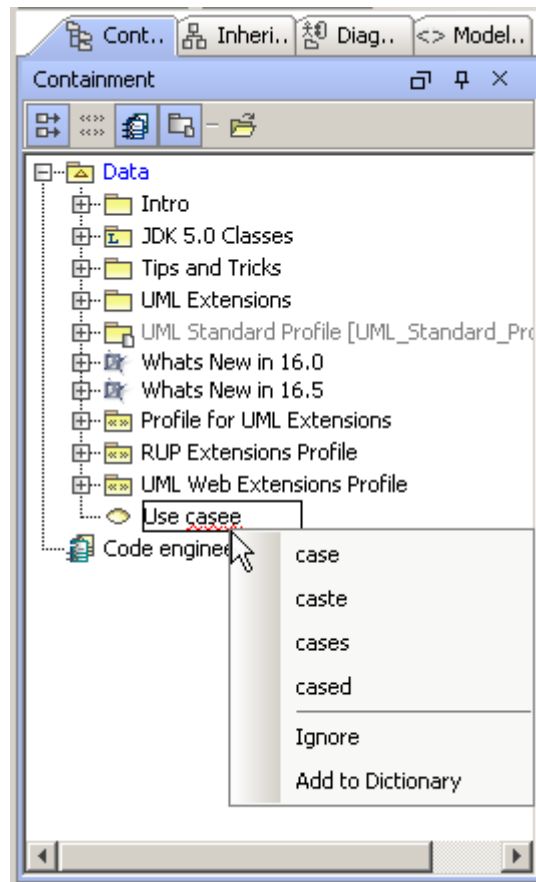 Cont.. Inheri.. Diag.. <> Model..
Containment
Data
Intro
JDK 5.0 Classes
Tips and Tricks
UML Extensions
UML Standard Profile [UML_Standard_Pro
Whats New in 16.0
Whats New in 16.5
Profile for UML Extensions
RUP Extensions Profile
UML Web Extensions Profile
Use casee
Code enginee
case
caste
cases
cased
Ignore
Add to Dictionary